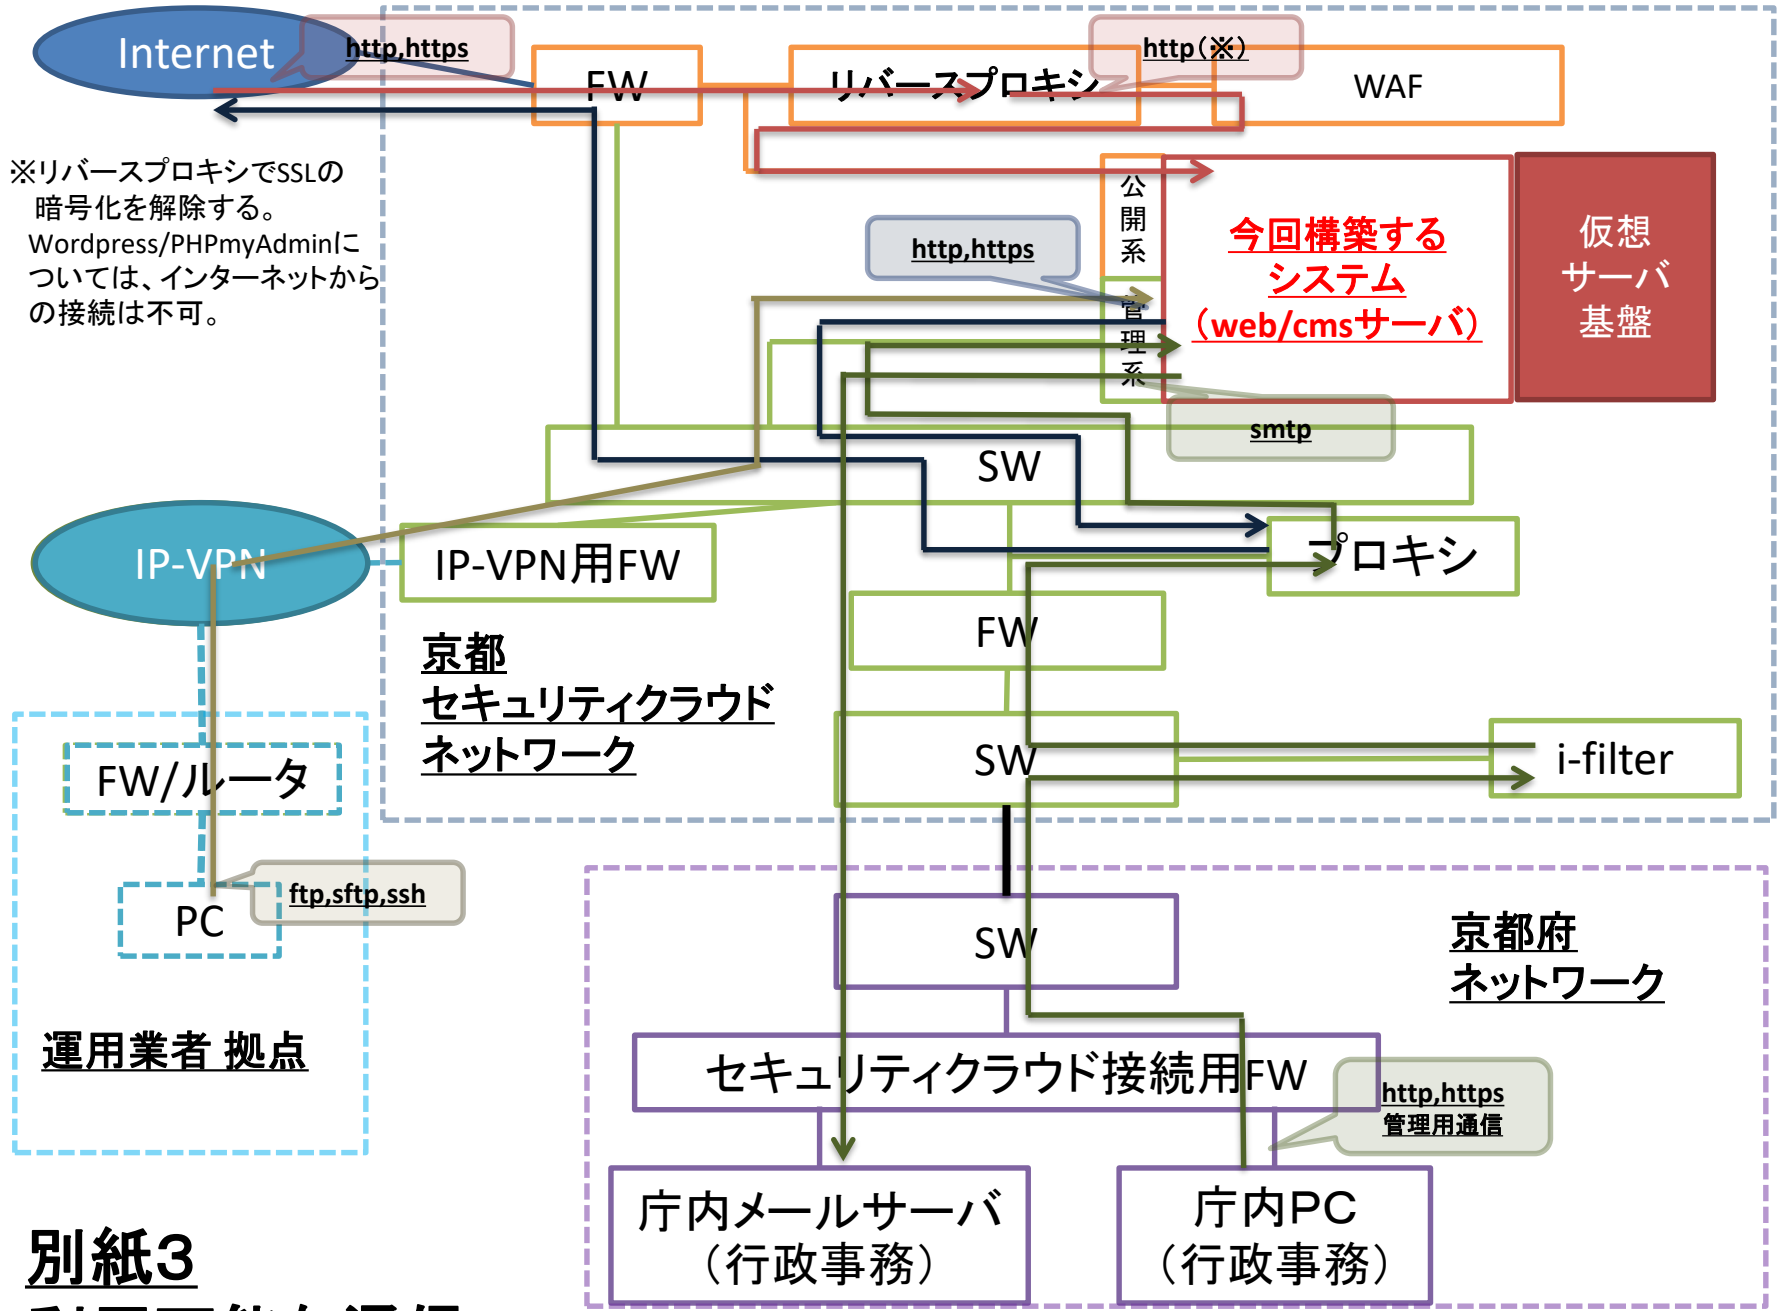 Internet
http,https
FW
リバースプロキシ
http(※)
WAF
※リバースプロキシでSSLの
暗号化を解除する。
Wordpress/PHPmyAdminに
ついては、インターネットから
の接続は不可。
公
開
系
http,https
管
理
系
今回構築する
システム
（web/cmsサーバ）
仮想
サーバ
基盤
smtp
SW
IP-VPN
IP-VPN用FW
プロキシ
FW
京都
セキュリティクラウド
ネットワーク
SW
i-filter
FW/ルータ
PC
ftp,sftp,ssh
運用業者 拠点
SW
京都府
ネットワーク
セキュリティクラウド接続用FW
http,https
管理用通信
庁内メールサーバ
（行政事務）
庁内PC
（行政事務）
別紙3